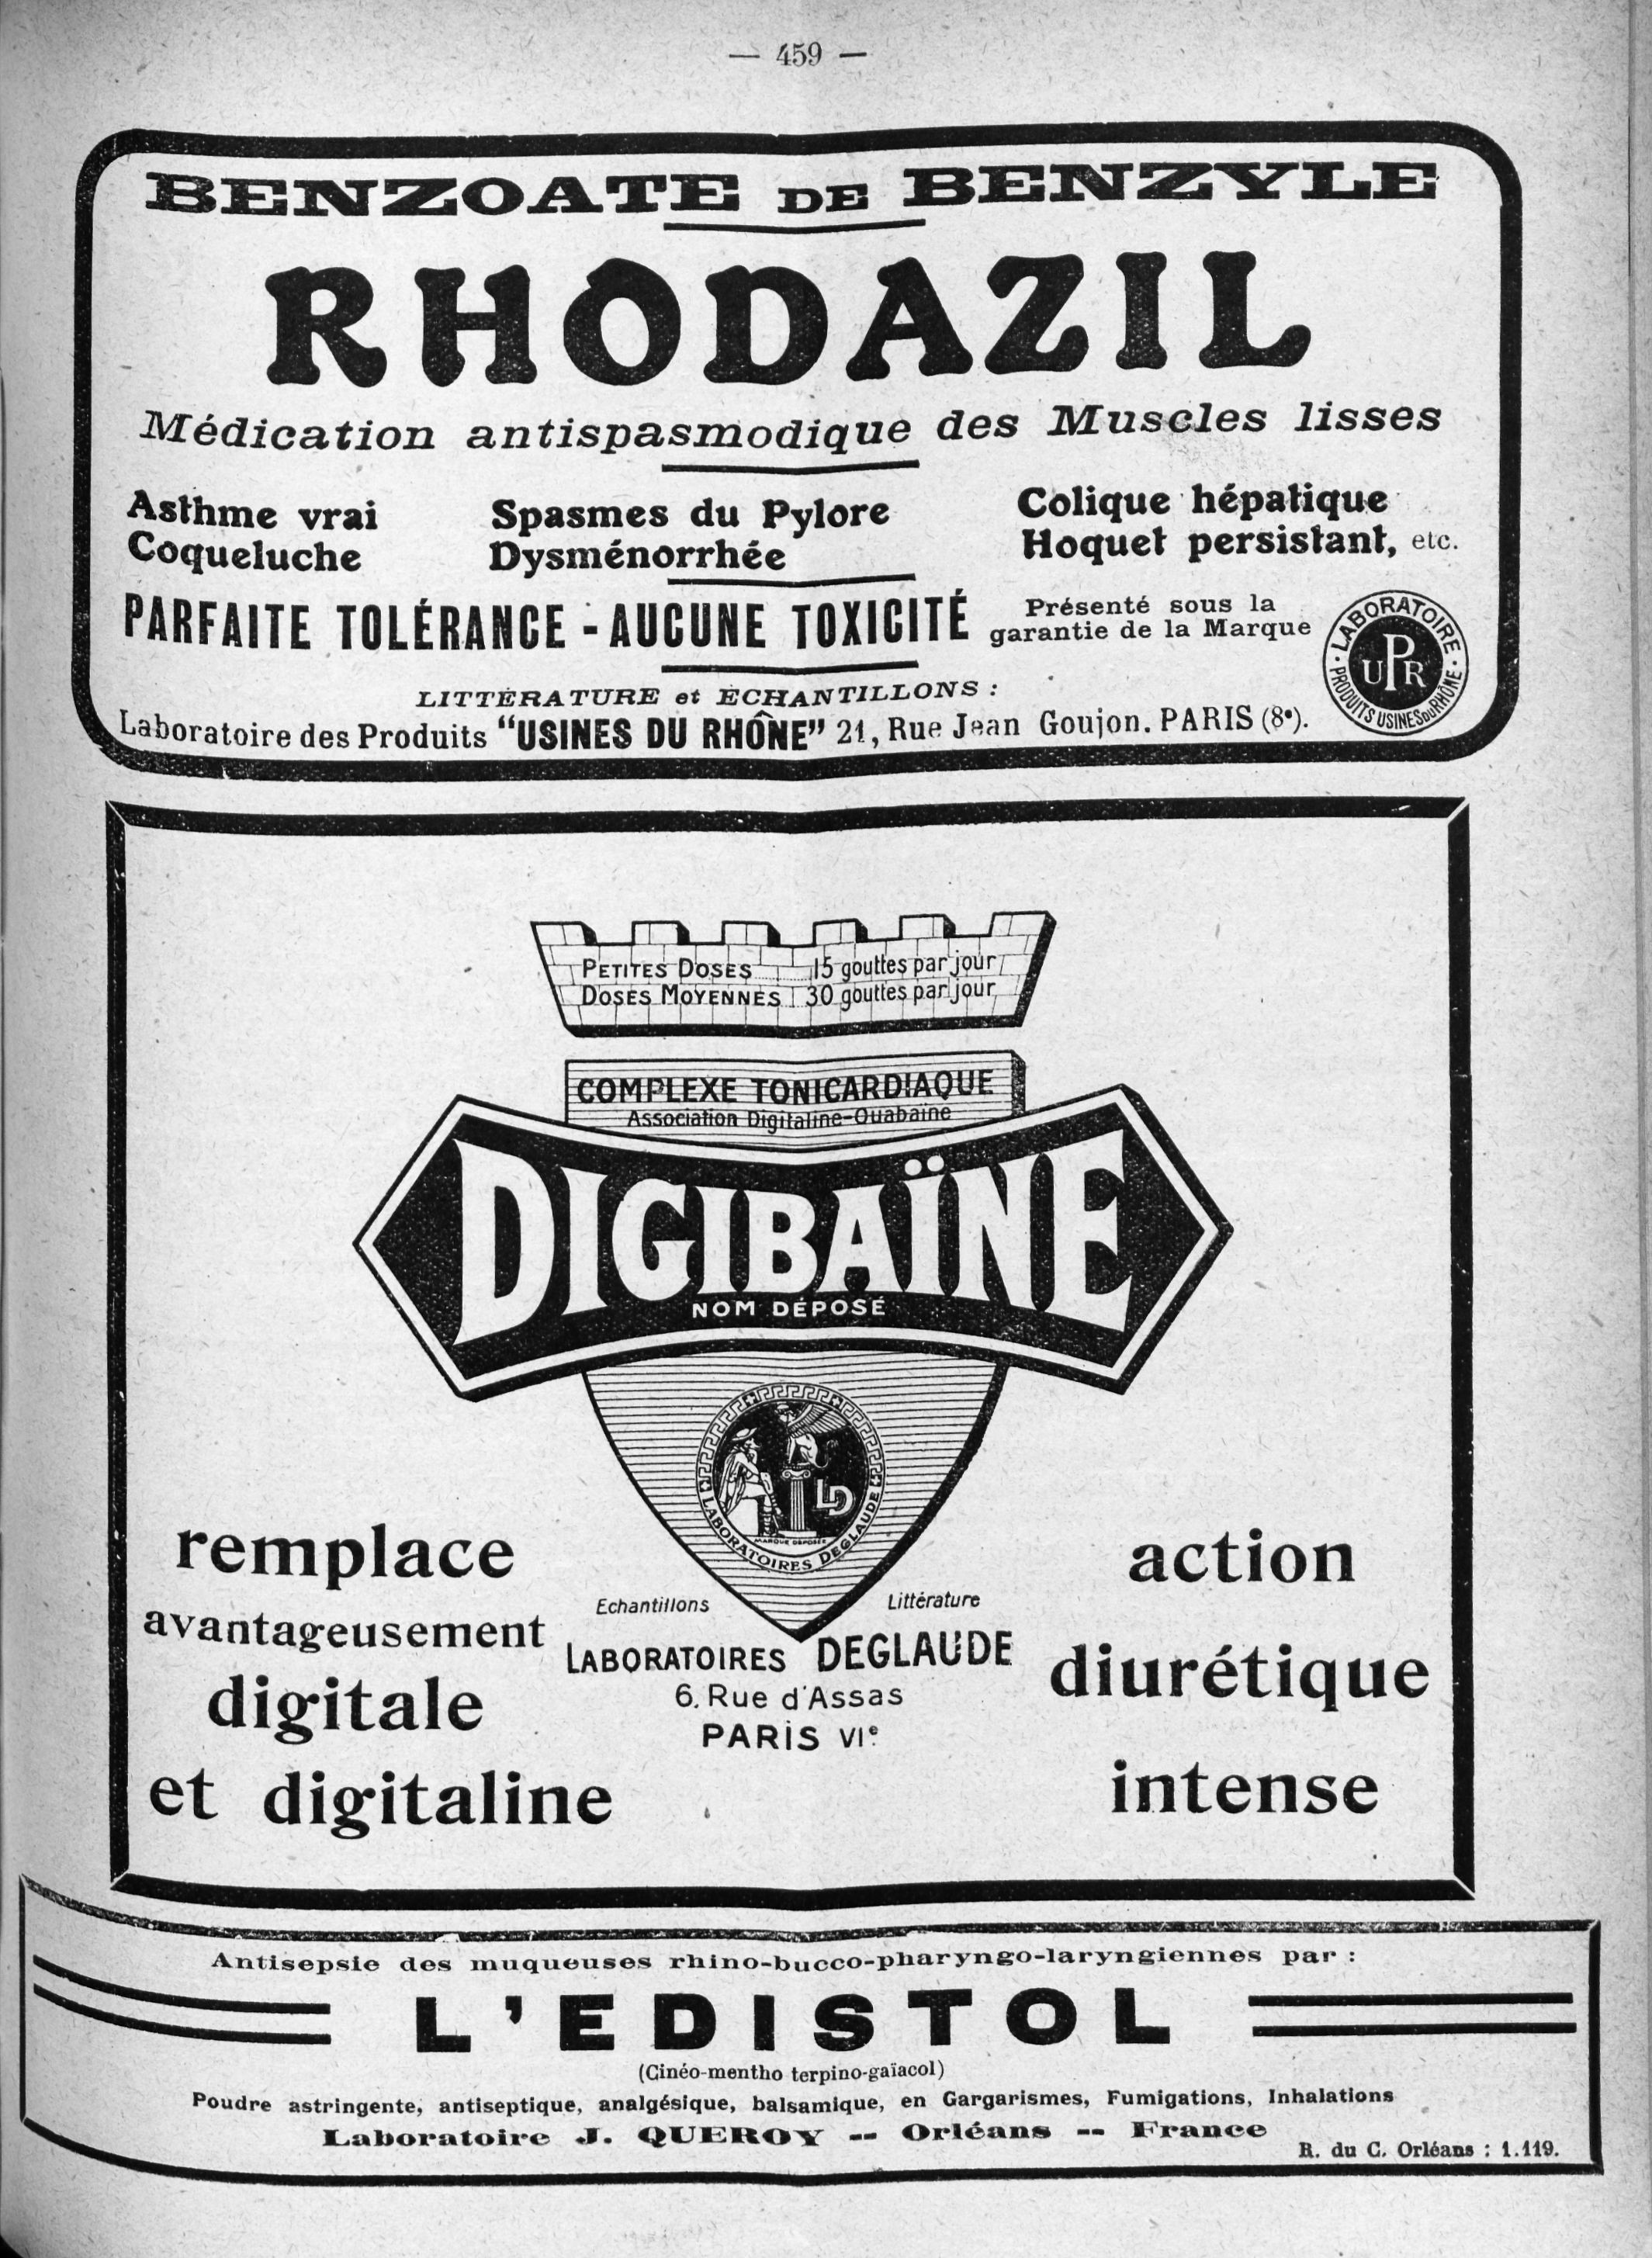 — 459 —
BENZOATE DE BENZYLE
RHODAZIL
Médication antispasmodique des Muscles lisses
Asthme vrai Spasmes du Pylore Colique hépatique
Coqueluche Dysménorrhée Hoquet persistant, etc.
PARFAITE TOLÉRANCE - AUCUNE TOXICITÉ
Présenté sous la
garantie de la Marque
LABORATOIRE
UPR
PRODUITS USINES DU RHÔNE
LITTÉRATURE et ÉCHANTILLONS :
Laboratoire des Produits “USINES DU RHÔNE” 21, Rue Jean Goujon. PARIS (8e).
PETITES DOSES 15 gouttes par jour
DOSES MOYENNES 30 gouttes par jour
COMPLEXE TONICARDIAQUE
Association Digitaline-Ouabaïne
DIGIBAÏNE
NOM DÉPOSÉ
LD
MARQUE DÉPOSÉE
LABORATOIRES DEGLAUDE
remplace
avantageusement
digitale
et digitaline
Echantillons Littérature
LABORATOIRES DEGLAUDE
6, Rue d'Assas
PARIS VIe
action
diurétique
intense
Antisepsie des muqueuses rhino-bucco-pharyngo-laryngiennes par :
L'EDISTOL
(Cinéo-mentho terpino-gaïacol)
Poudre astringente, antiseptique, analgésique, balsamique, en Gargarismes, Fumigations, Inhalations
Laboratoire J. QUEROY -- Orléans -- France
R. du C. Orléans : 1.119.